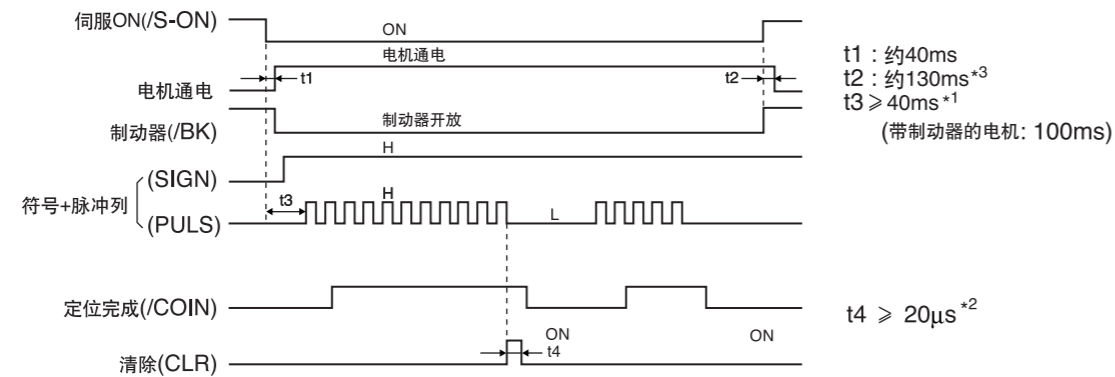 伺服ON(/S-ON)
ON
电机通电
t1
t2
电机通电
制动器(/BK)
制动器开放
H
(SIGN)
符号+脉冲列
t3
H
L
(PULS)
定位完成(/COIN)
ON
ON
清除(CLR)
t4
t1：约40ms
t2：约130ms*3
t3⩾40ms*1
(带制动器的电机: 100ms)
t4 ⩾ 20μs*2